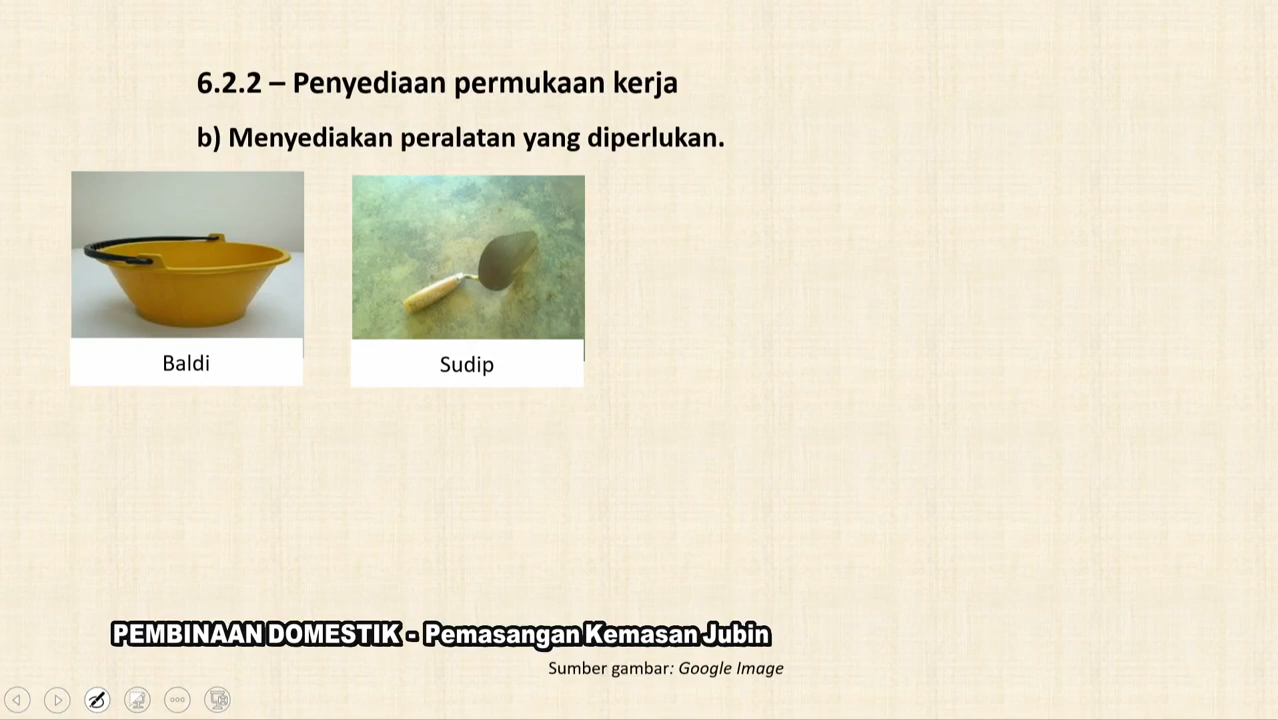 6.2.2 – Penyediaan permukaan kerja
b) Menyediakan peralatan yang diperlukan.
Baldi
Sudip
PEMBINAAN DOMESTIK - Pemasangan Kemasan Jubin
Sumber gambar: Google Image